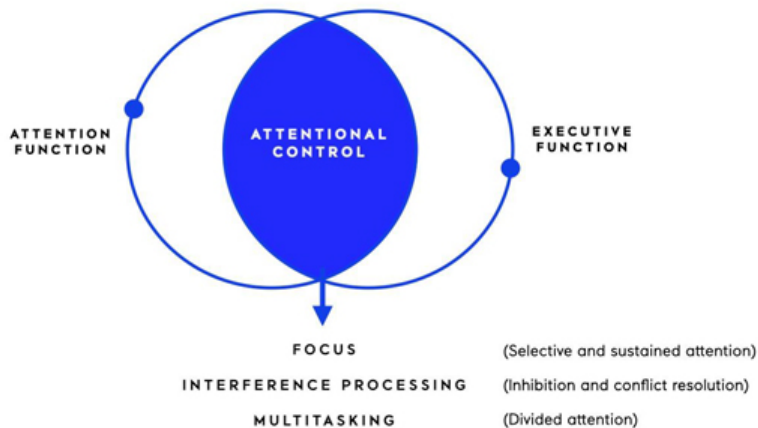 ATTENTION
FUNCTION
ATTENTIONAL
CONTROL
EXECUTIVE
FUNCTION
FOCUS (Selective and sustained attention)
INTERFERENCE PROCESSING (Inhibition and conflict resolution)
MULTITASKING (Divided attention)